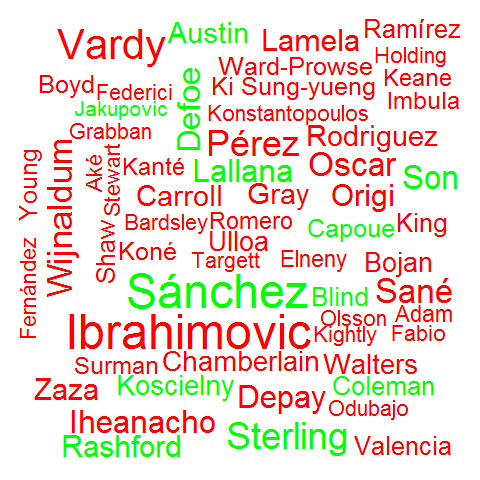 Vardy
Austin
Lamela
Ramírez
Holding
Ward-Prowse
Keane
Boyd
Federici
Defoe
Ki Sung-yueng
Imbula
Jakupovic
Konstantopoulos
Grabban
Pérez
Rodriguez
Young
Wijnaldum
Aké
Stewart
Kanté
Lallana
Oscar
Son
Carroll
Gray
Origi
Bardsley
Romero
Capoue
King
Fernández
Shaw
Koné
Ulloa
Targett
Elneny
Bojan
Sánchez
Blind
Sané
Ibrahimovic
Olsson
Adam
Kightly
Fabio
Surman
Chamberlain
Walters
Zaza
Koscielny
Depay
Coleman
Odubajo
Iheanacho
Rashford
Sterling
Valencia